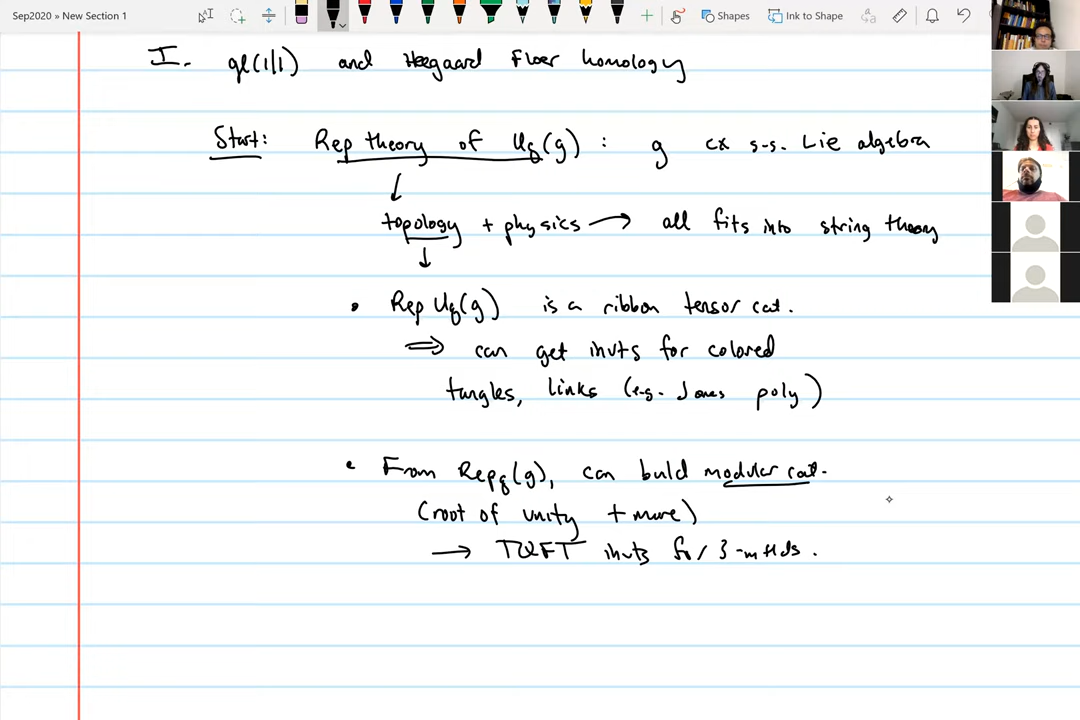 Sep2020 » New Section 1
Shapes
Ink to Shape
I. gl(1|1) and Heegaard Floer homology
Start: Rep theory of Uq(g) : g cx s-s. Lie algebra
↓
topology + physics → all fits into string theory
↓
• Rep Uq(g) is a ribbon tensor cat.
⇒ can get invts for colored
tangles, links (e.g. Jones poly)
• From Repq(g), can build modular cat.
(root of unity + more)
→ TQFT invts for 3-mflds.